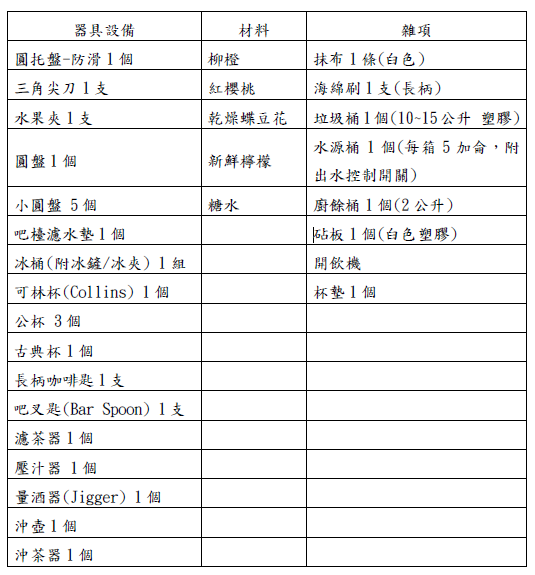 器具設備 材料 雜項
圓托盤-防滑 1 個 柳橙 抹布 1 條(白色)
三角尖刀 1 支 紅櫻桃 海綿刷 1 支(長柄)
水果夾 1 支 乾燥蝶豆花 垃圾桶 1 個(10~15 公升 塑膠)
圓盤 1 個 新鮮檸檬 水源桶 1 個(每箱 5 加侖，附
出水控制開關)
小圓盤 5 個 糖水 廚餘桶 1 個(2 公升)
吧檯濾水墊 1 個 砧板 1 個(白色塑膠)
冰桶(附冰鏟/冰夾) 1 組 開飲機
可林杯(Collins) 1 個 杯墊 1 個
公杯 3 個
古典杯 1 個
長柄咖啡匙 1 支
吧叉匙(Bar Spoon) 1 支
濾茶器 1 個
壓汁器 1 個
量酒器(Jigger) 1 個
沖壺 1 個
沖茶器 1 個